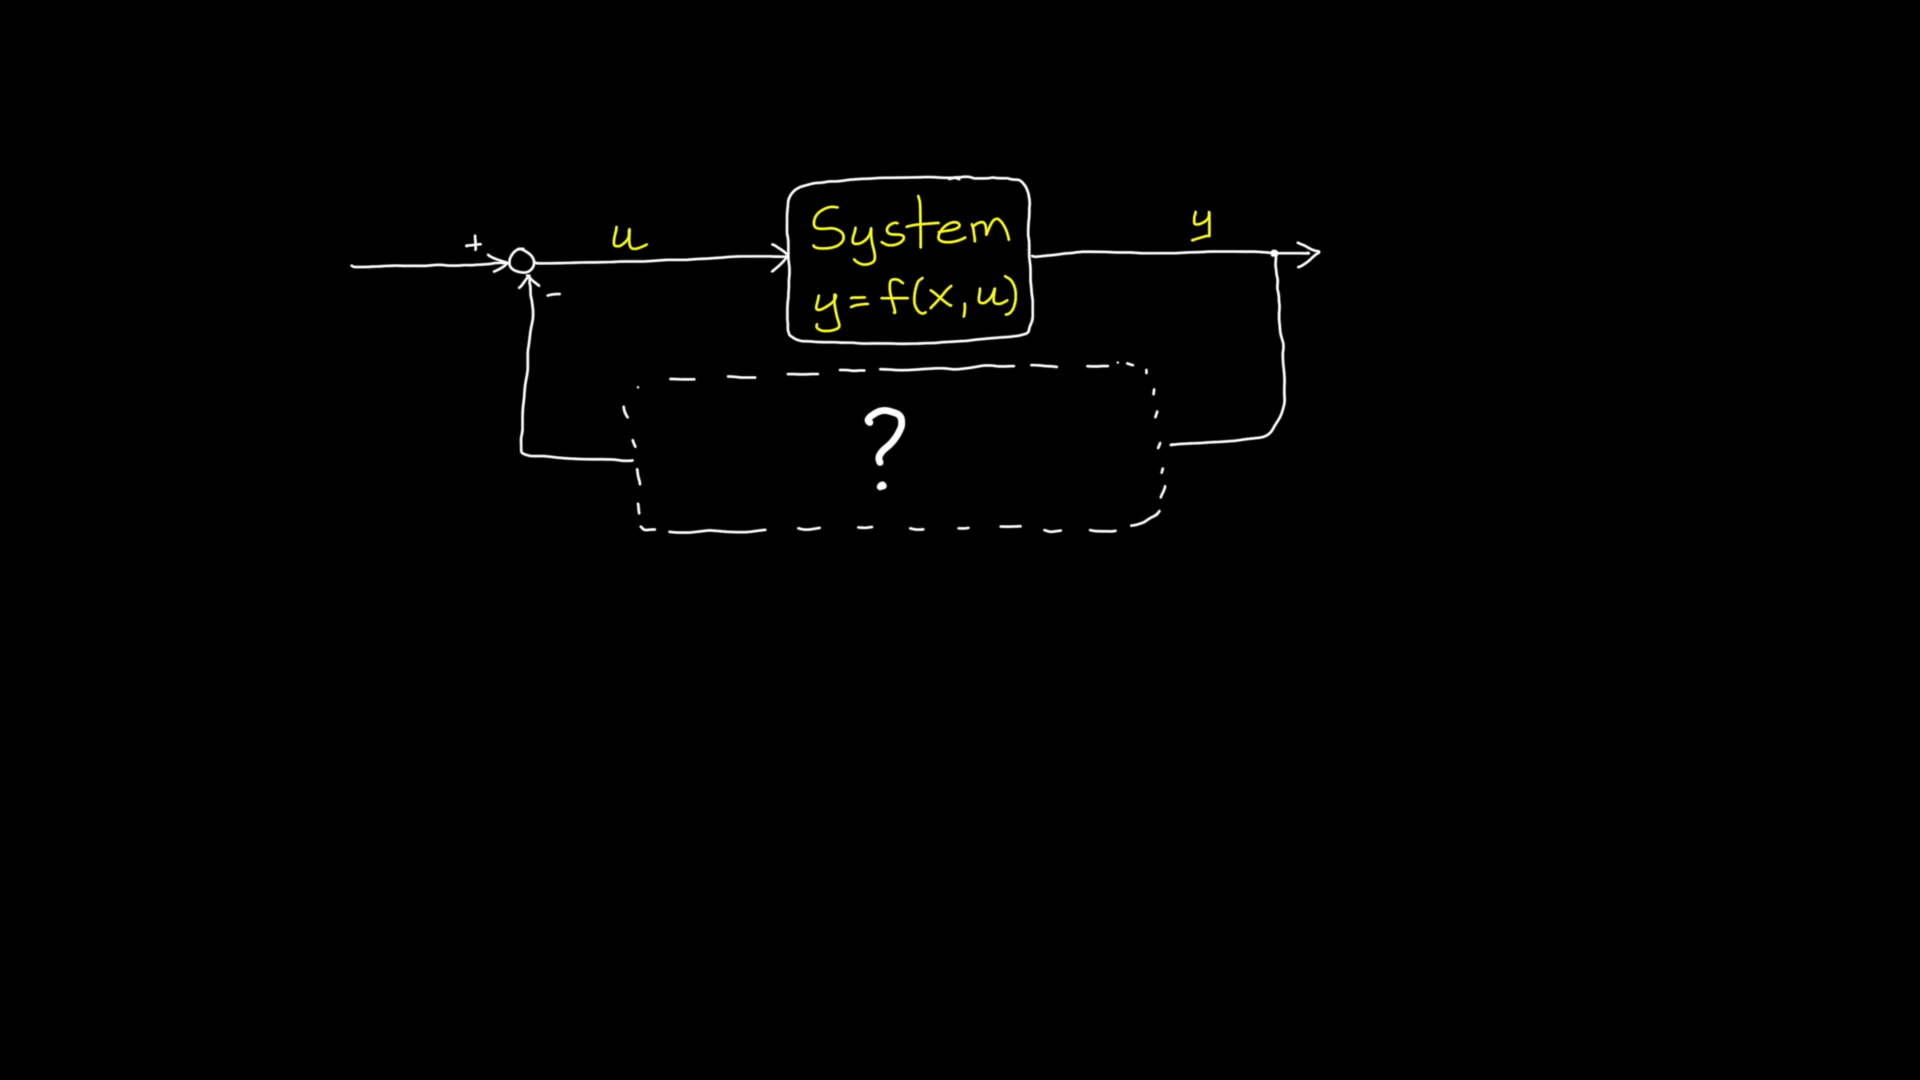 +
u
System
y
y = f(x, u)
-
?